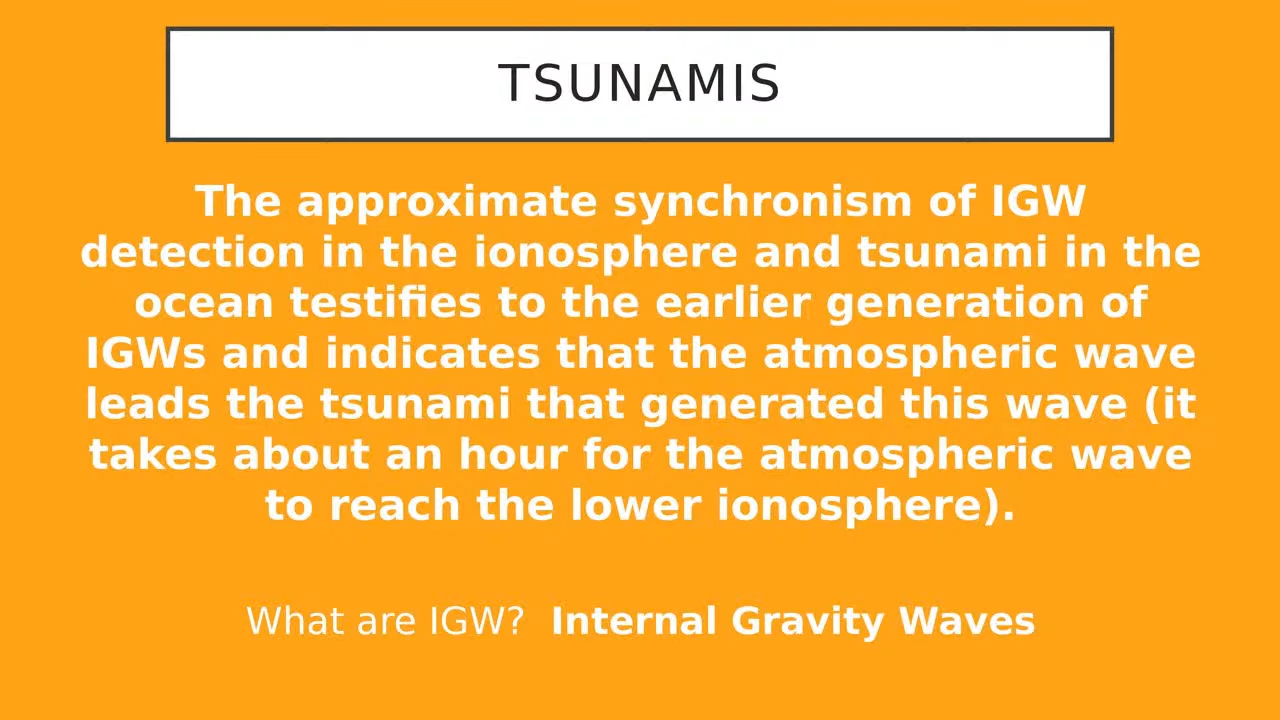 TSUNAMIS
The approximate synchronism of IGW
detection in the ionosphere and tsunami in the
ocean testifies to the earlier generation of
IGWs and indicates that the atmospheric wave
leads the tsunami that generated this wave (it
takes about an hour for the atmospheric wave
to reach the lower ionosphere).
What are IGW? Internal Gravity Waves